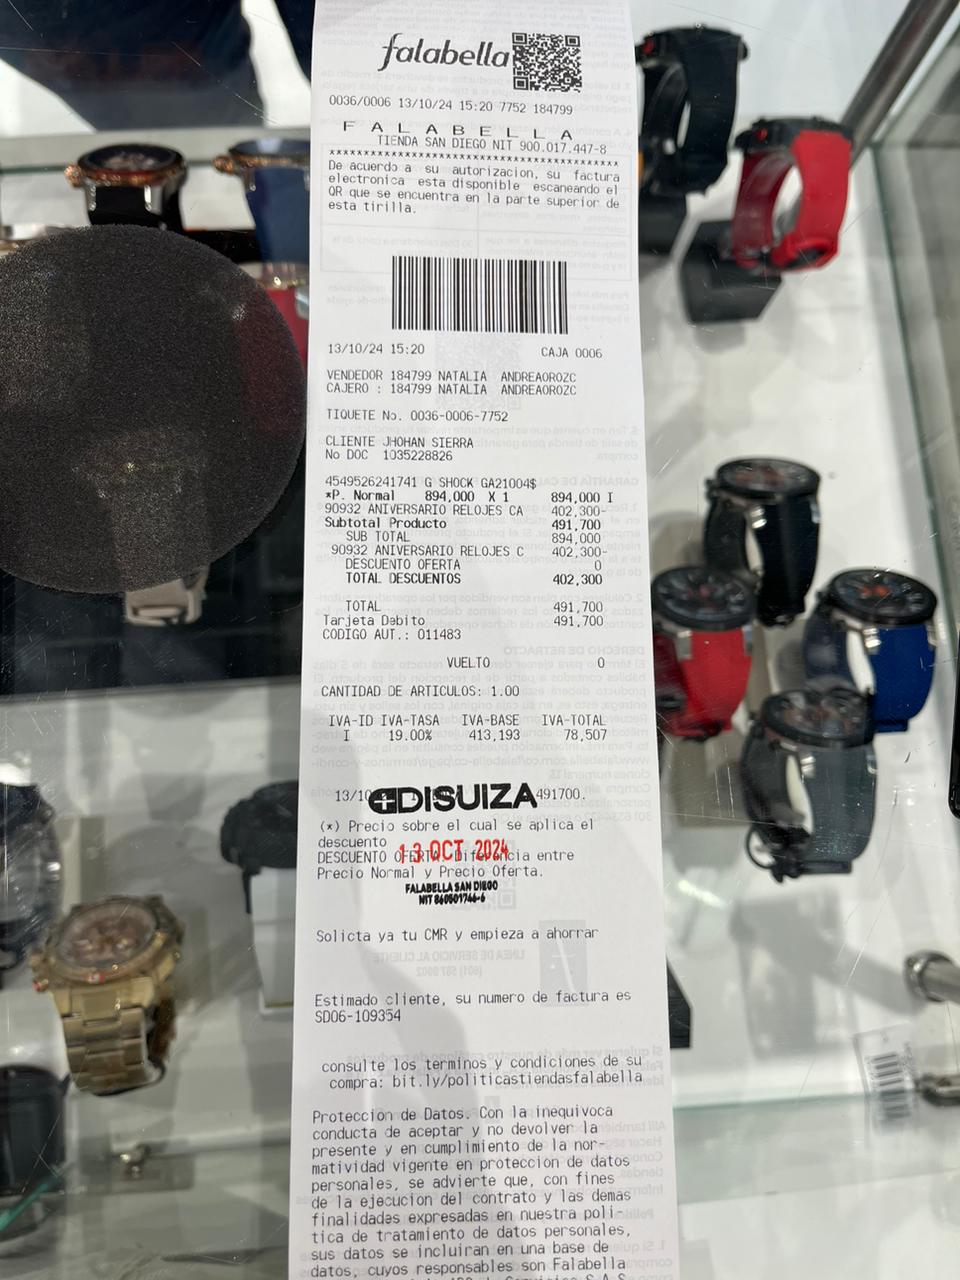 falabella
0036/0006 13/10/24 15:20 7752 184799
F A L A B E L L A
TIENDA SAN DIEGO NIT 900.017.447-8
De acuerdo a su autorizacion, su factura
electronica esta disponible escaneando el
QR que se encuentra en la parte superior de
esta tirilla.
13/10/24 15:20 CAJA 0006
VENDEDOR 184799 NATALIA ANDREAOROZC
CAJERO : 184799 NATALIA ANDREAOROZC
TIQUETE No. 0036-0006-7752
CLIENTE JHOHAN SIERRA
No DOC 1035228826
4549526241741 G SHOCK GA21004$
*P. Normal 894,000 X 1 894,000 I
90932 ANIVERSARIO RELOJES CA 402,300-
Subtotal Producto 491,700
SUB TOTAL 894,000
90932 ANIVERSARIO RELOJES C 402,300-
DESCUENTO OFERTA 0
TOTAL DESCUENTOS 402,300
TOTAL 491,700
Tarjeta Debito 491,700
CODIGO AUT.: 011483
VUELTO 0
CANTIDAD DE ARTICULOS: 1.00
IVA-ID IVA-TASA IVA-BASE IVA-TOTAL
I 19.00% 413,193 78,507
13/10 DISUIZA 491700.
(*) Precio sobre el cual se aplica el
descuento
13 OCT 2024
DESCUENTO OFERTA: Diferencia entre
Precio Normal y Precio Oferta.
FALABELLA SAN DIEGO
NIT 860501746-6
Solicta ya tu CMR y empieza a ahorrar
Estimado cliente, su numero de factura es
SD06-109354
consulte los terminos y condiciones de su
compra: bit.ly/politicastiendasfalabella
Proteccion de Datos. Con la inequivoca
conducta de aceptar y no devolver la
presente y en cumplimiento de la nor-
matividad vigente en proteccion de datos
personales, se advierte que, con fines
de la ejecucion del contrato y las demas
finalidades expresadas en nuestra poli-
tica de tratamiento de datos personales,
sus datos se incluiran en una base de
datos, cuyos responsables son Falabella